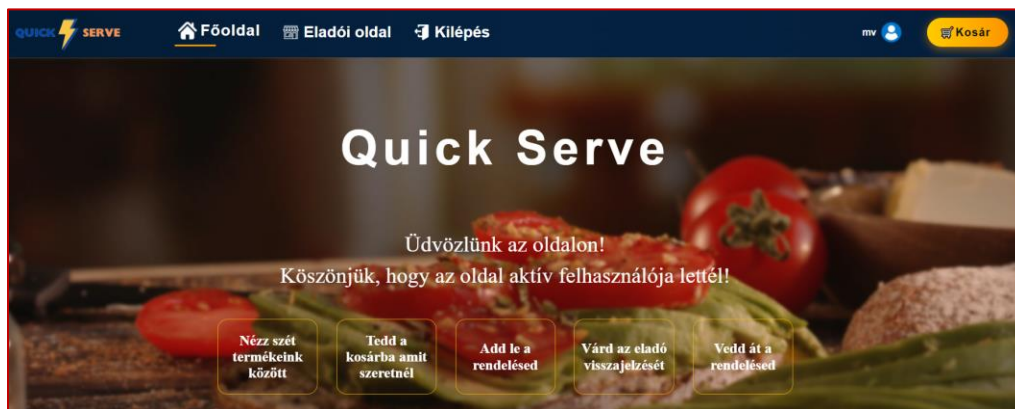 QUICK SERVE
Főoldal
Eladói oldal
Kilépés
mv
Kosár
Quick Serve
Üdvözlünk az oldalon!
Köszönjük, hogy az oldal aktív felhasználója lettél!
Nézz szét
termékeink
között
Tedd a
kosárba amit
szeretnél
Add le a
rendelésed
Várd az eladó
visszajelzését
Vedd át a
rendelésed